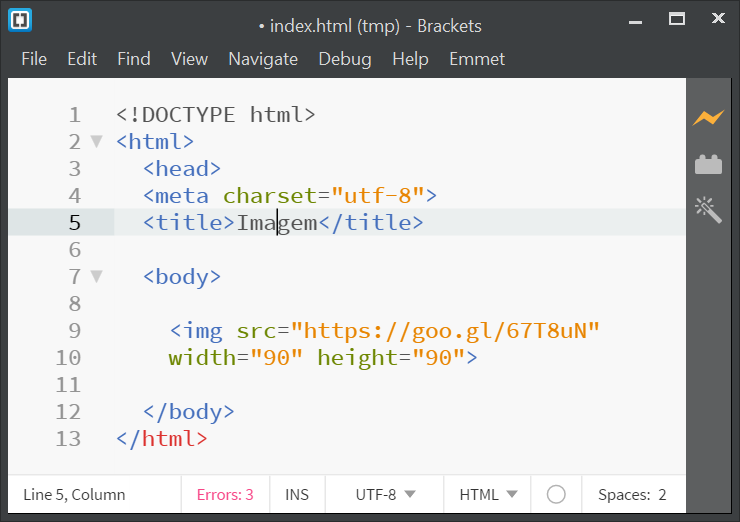 • index.html (tmp) - Brackets
File Edit Find View Navigate Debug Help Emmet
1 <!DOCTYPE html>
2 <html>
3 <head>
4 <meta charset="utf-8">
5 <title>Imagem</title>
6
7 <body>
8
9 <img src="https://goo.gl/67T8uN"
10 width="90" height="90">
11
12 </body>
13 </html>
Line 5, Column Errors: 3 INS UTF-8 HTML Spaces: 2